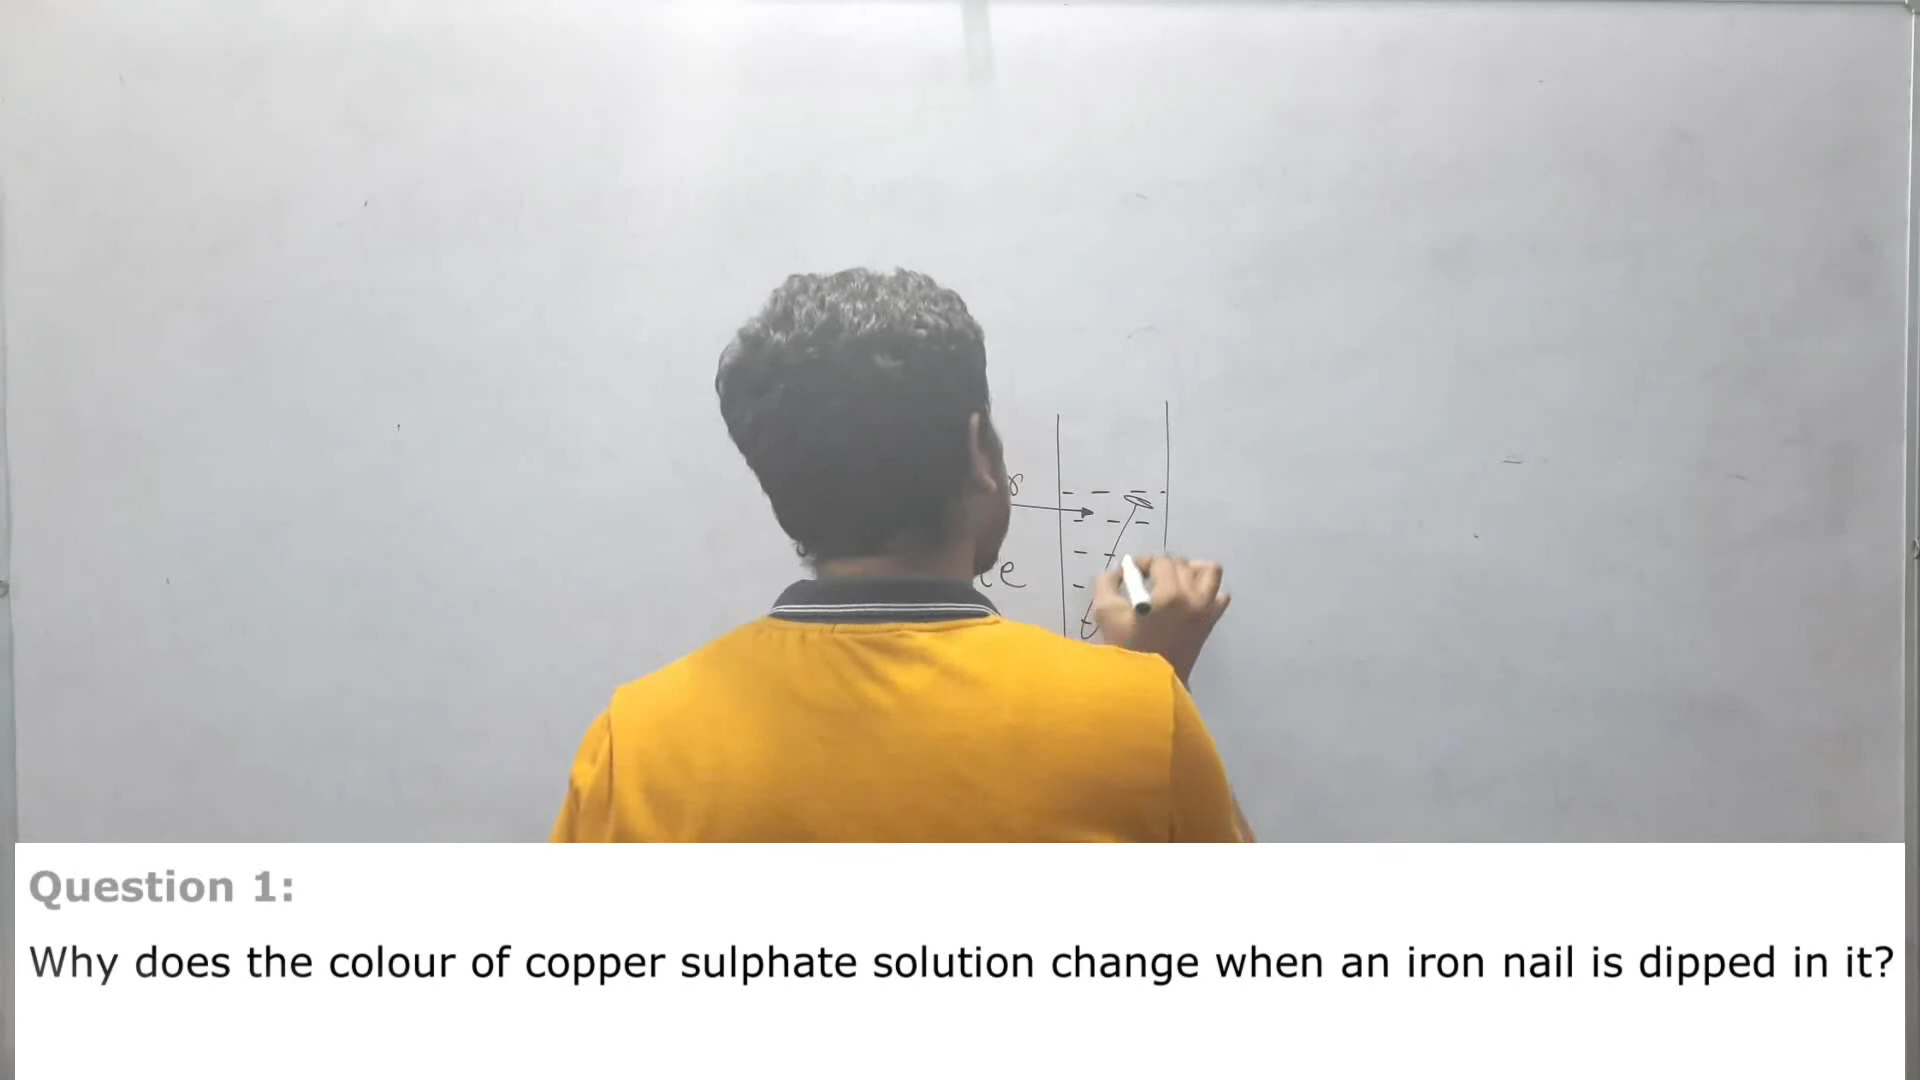 Question 1:
Why does the colour of copper sulphate solution change when an iron nail is dipped in it?